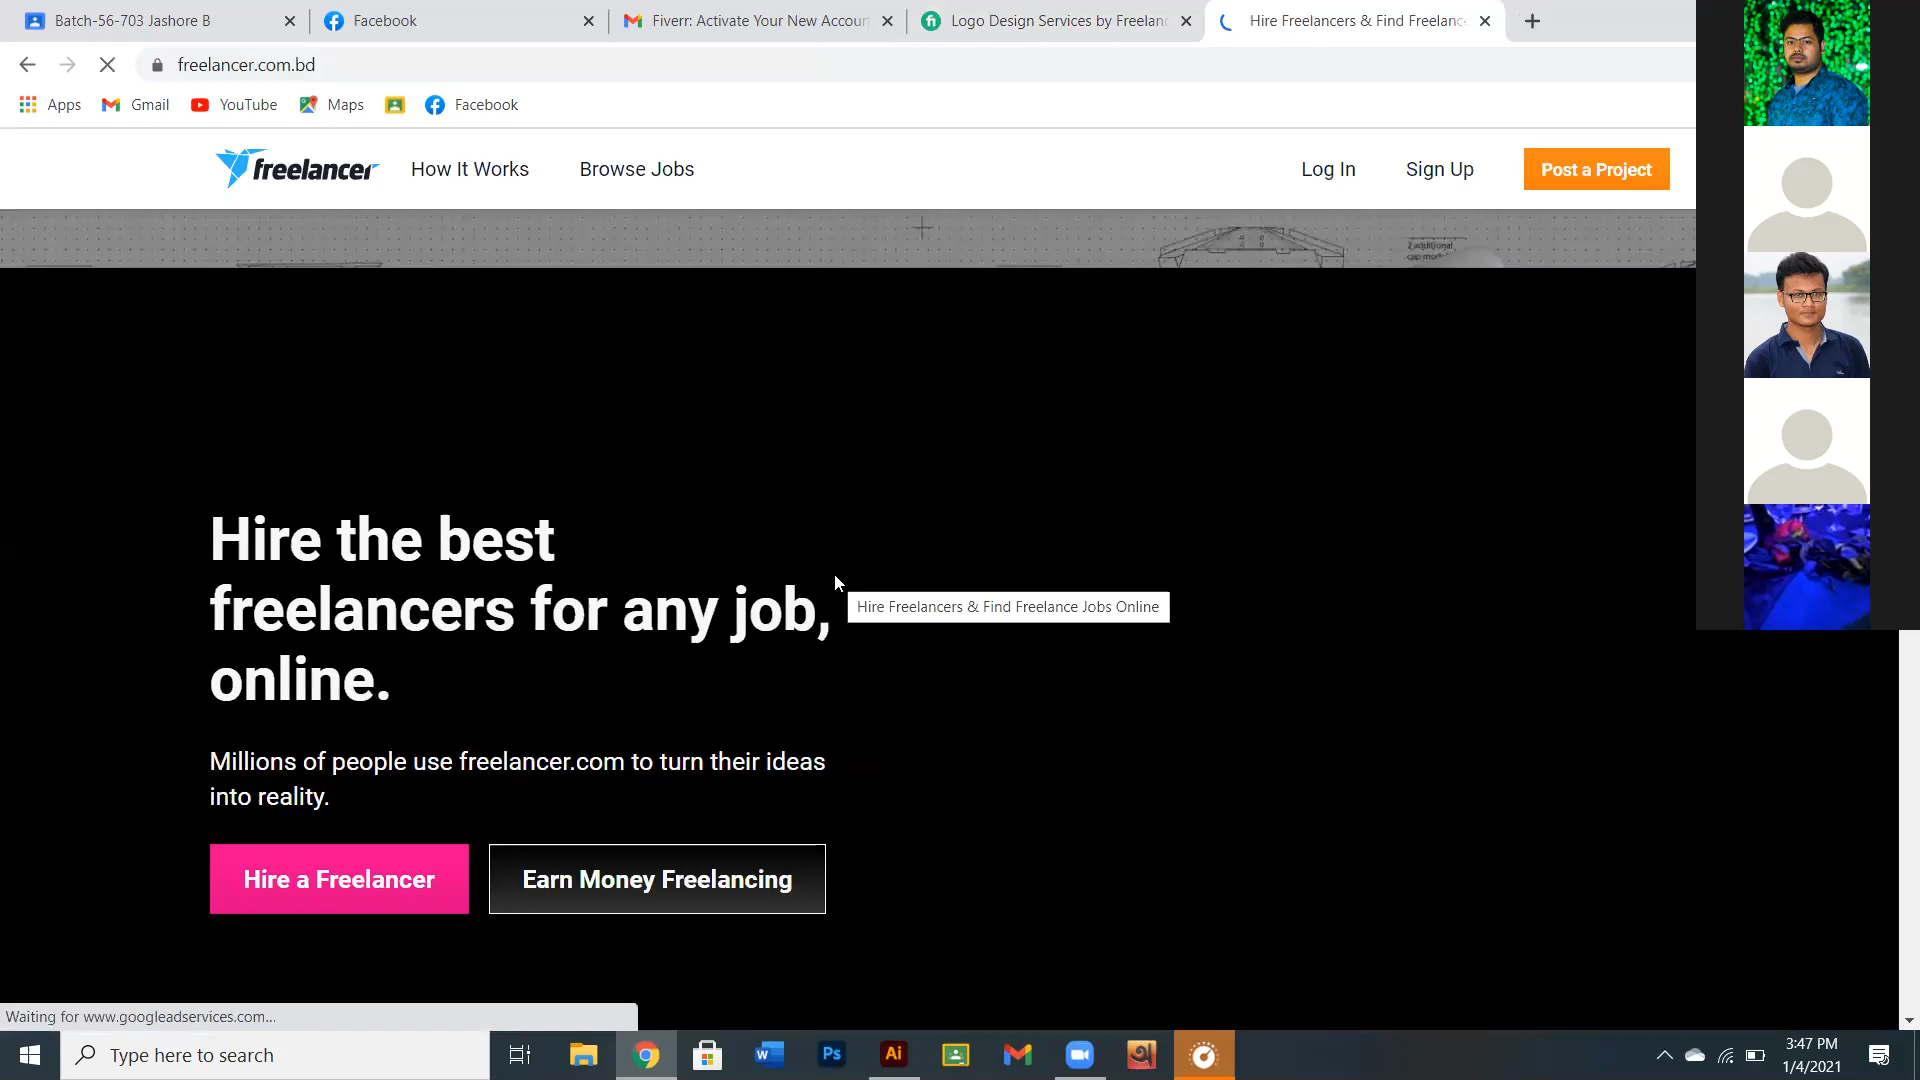 Batch-56-703 Jashore B
Facebook
Fiverr: Activate Your New Accoun
Logo Design Services by Freelanc
Hire Freelancers & Find Freelanc
freelancer.com.bd
Apps
Gmail
YouTube
Maps
Facebook
freelancer
How It Works
Browse Jobs
Log In
Sign Up
Post a Project
2 additional
Hire the best
freelancers for any job,
online.
Hire Freelancers & Find Freelance Jobs Online
Millions of people use freelancer.com to turn their ideas
into reality.
Hire a Freelancer
Earn Money Freelancing
Waiting for www.googleadservices.com...
Type here to search
W
Ps
Ai
অ
3:47 PM
1/4/2021